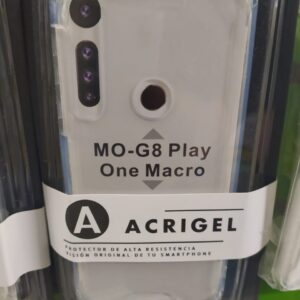 MO-G8 Play
One Macro
A ACRIGEL
PROTECTOR DE ALTA RESISTENCIA
VISIÓN ORIGINAL DE TU SMARTPHONE